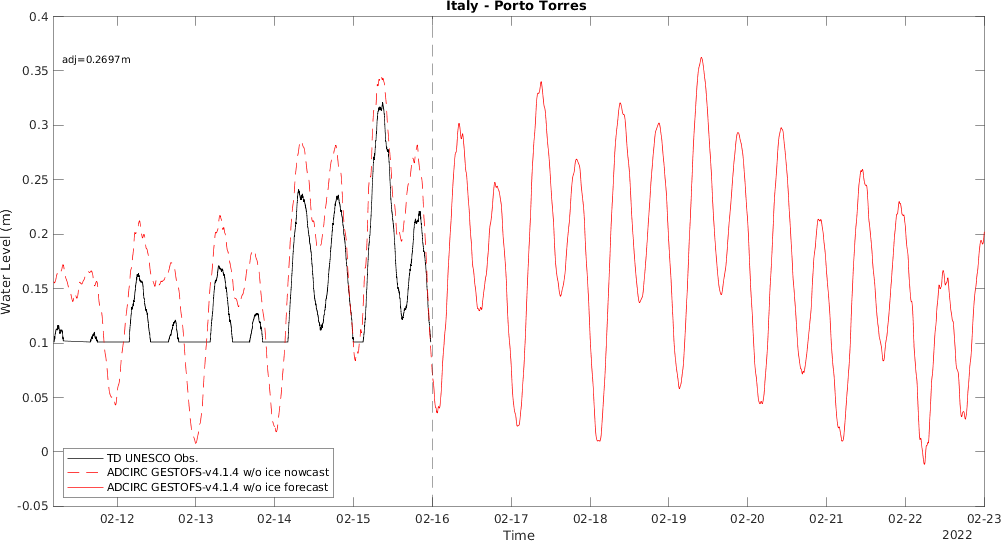 Italy - Porto Torres
0.4
0.35
0.3
0.25
0.2
0.15
0.1
0.05
0
-0.05
Water Level (m)
adj=0.2697m
TD UNESCO Obs.
ADCIRC GESTOFS-v4.1.4 w/o ice nowcast
ADCIRC GESTOFS-v4.1.4 w/o ice forecast
02-12 02-13 02-14 02-15 02-16 02-17 02-18 02-19 02-20 02-21 02-22 02-23
Time
2022